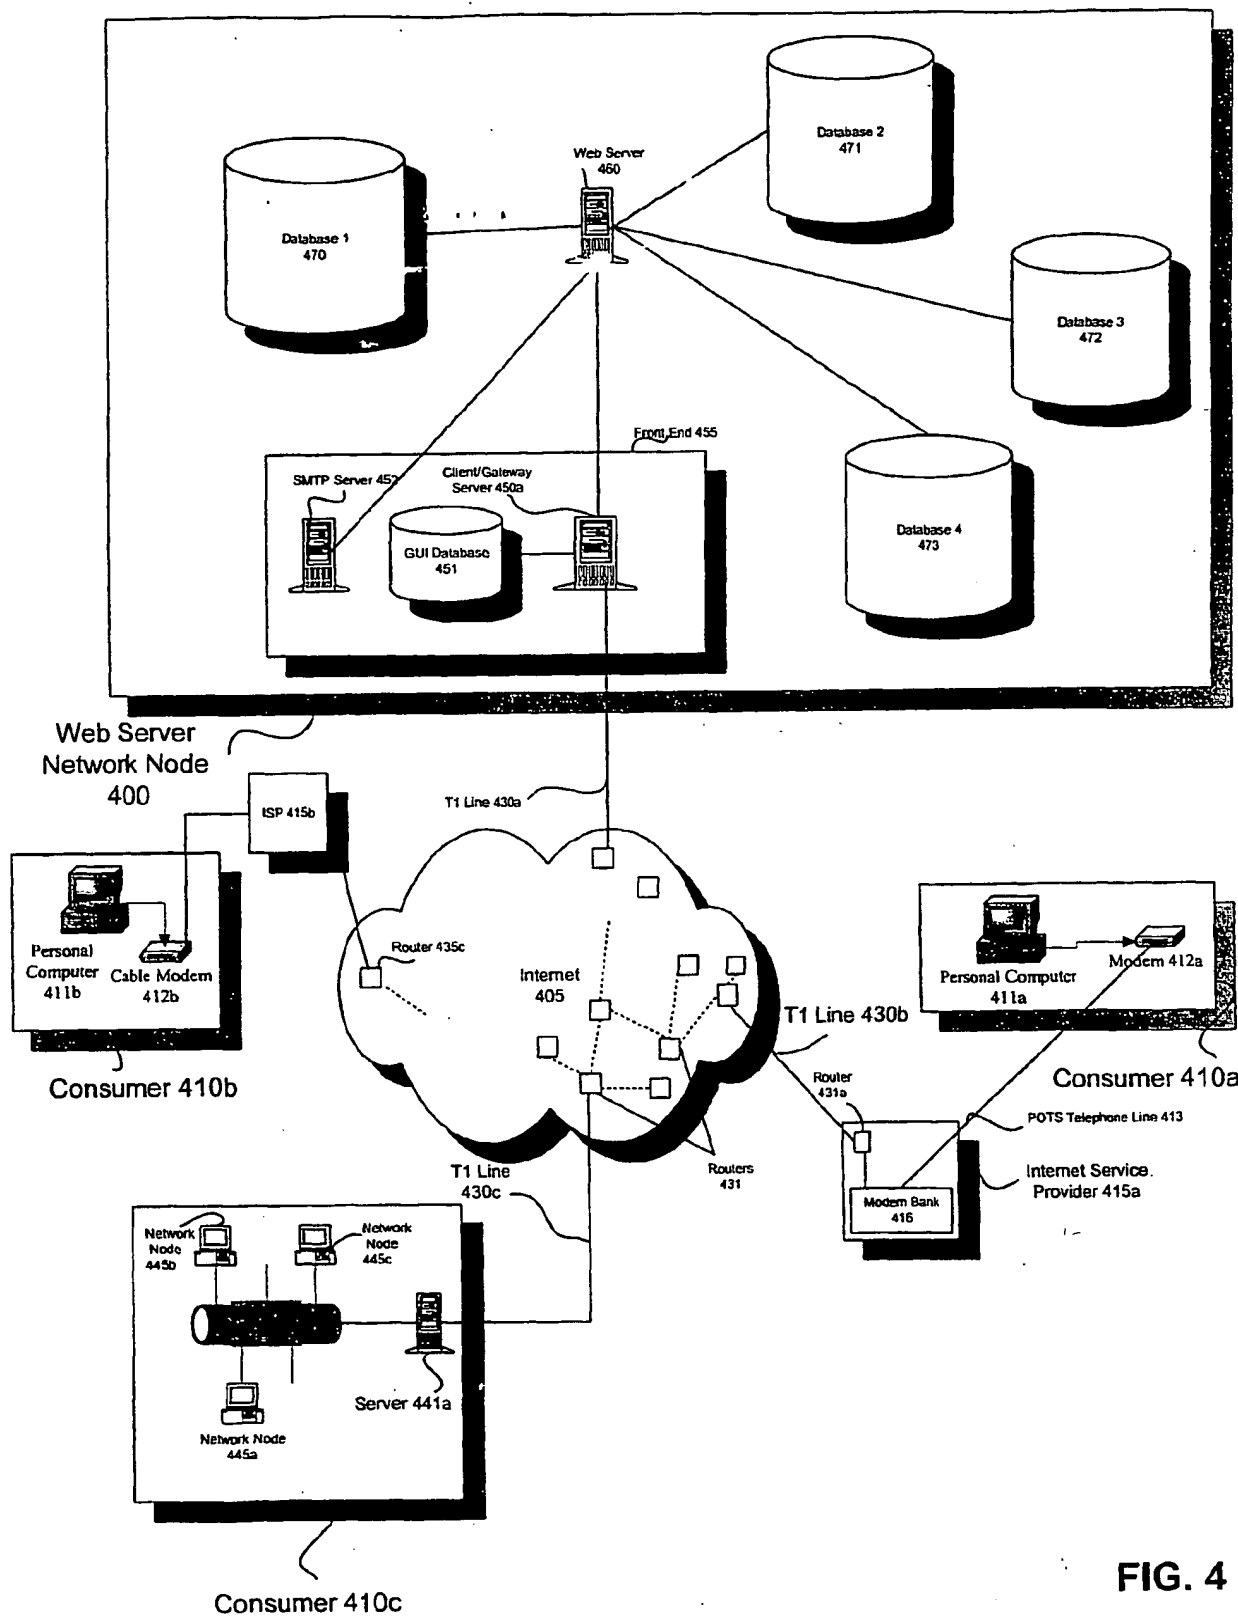 Database 2
471
Web Server
460
Database 1
470
Database 3
472
Front End 455
SMTP Server 452
Client/Gateway
Server 450a
GUI Database
451
Database 4
473
Web Server
Network Node
400
ISP 415b
T1 Line 430a
Personal
Computer
411b
Cable Modem
412b
Consumer 410b
Router 435c
Internet
405
Personal Computer
411a
Modem 412a
T1 Line 430b
Consumer 410a
Router
431a
POTS Telephone Line 413
T1 Line
430c
Routers
431
Internet Service.
Provider 415a
Modem Bank
416
Network
Node
445b
Network
Node
445c
Server 441a
Network Node
445a
Consumer 410c
FIG. 4